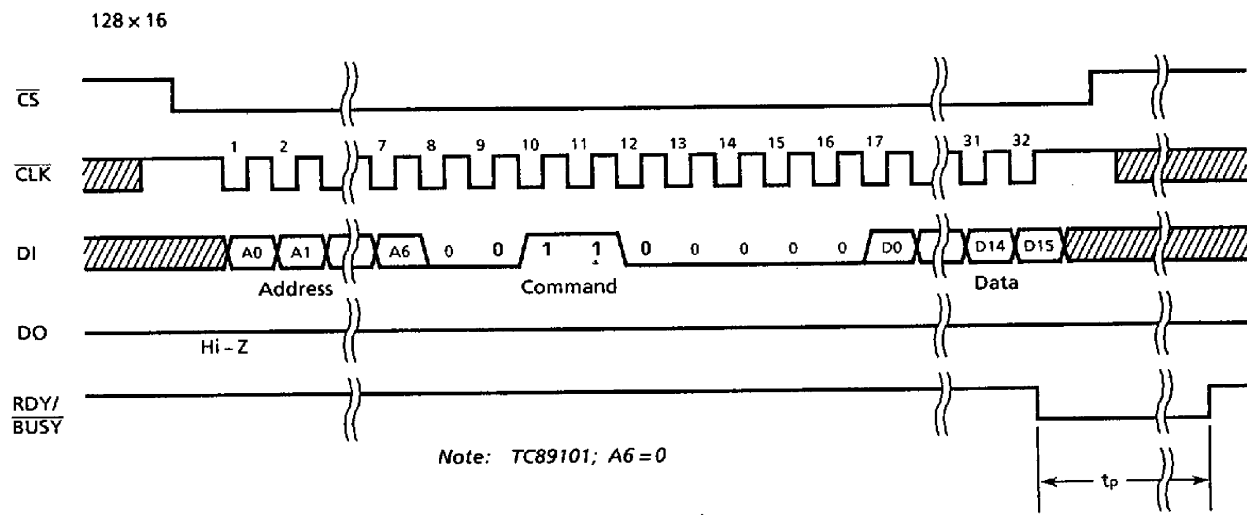 128 × 16
CS
CLK
1 2 7 8 9 10 11 12 13 14 15 16 17 31 32
DI
A0 A1 A6 0 0 1 1 0 0 0 0 0 D0 D14 D15
Address Command Data
DO
Hi – Z
RDY/
BUSY
Note: TC89101; A6 = 0
tP